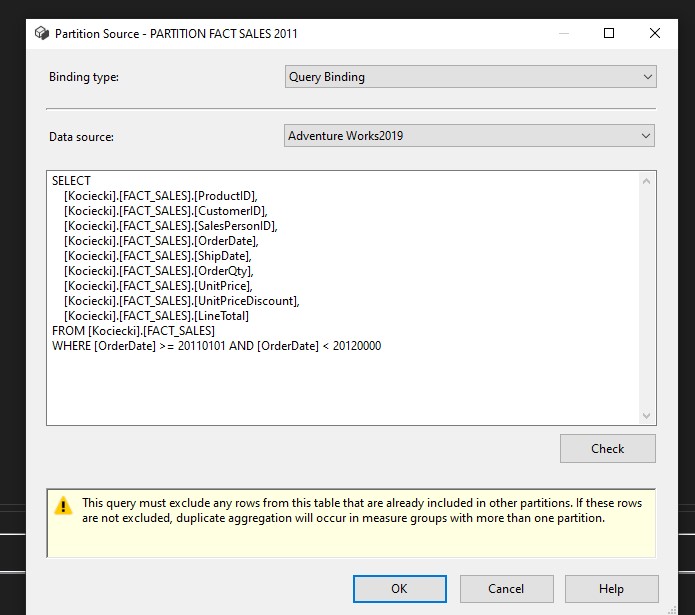 Partition Source - PARTITION FACT SALES 2011
Binding type:
Query Binding
Data source:
Adventure Works2019
SELECT
[Kociecki].[FACT_SALES].[ProductID],
[Kociecki].[FACT_SALES].[CustomerID],
[Kociecki].[FACT_SALES].[SalesPersonID],
[Kociecki].[FACT_SALES].[OrderDate],
[Kociecki].[FACT_SALES].[ShipDate],
[Kociecki].[FACT_SALES].[OrderQty],
[Kociecki].[FACT_SALES].[UnitPrice],
[Kociecki].[FACT_SALES].[UnitPriceDiscount],
[Kociecki].[FACT_SALES].[LineTotal]
FROM [Kociecki].[FACT_SALES]
WHERE [OrderDate] >= 20110101 AND [OrderDate] < 20120000
Check
This query must exclude any rows from this table that are already included in other partitions. If these rows
are not excluded, duplicate aggregation will occur in measure groups with more than one partition.
OK
Cancel
Help